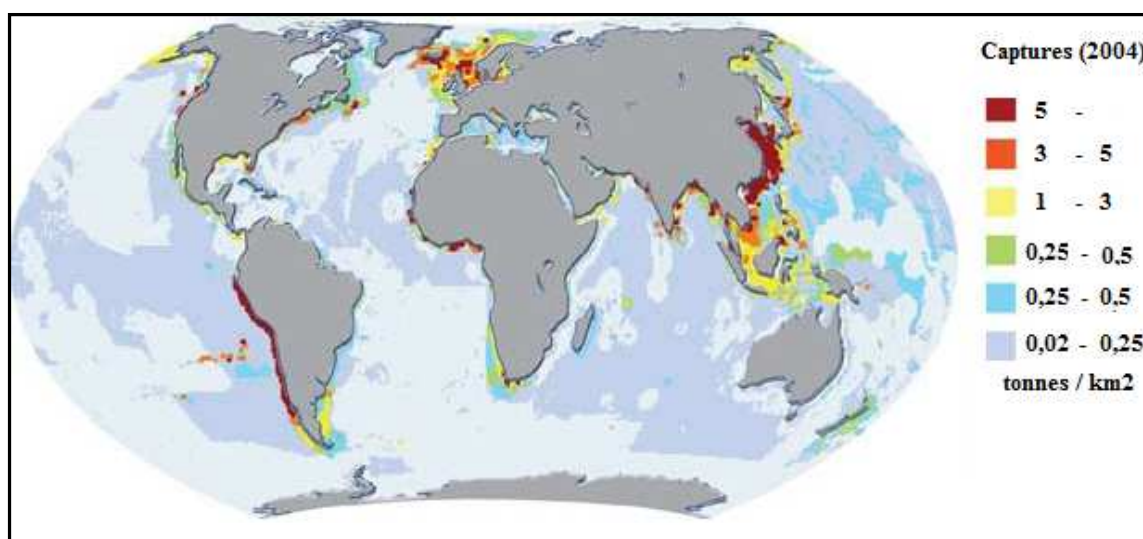 Captures (2004)
5 -
3 - 5
1 - 3
0,25 - 0,5
0,25 - 0,5
0,02 - 0,25
tonnes / km2